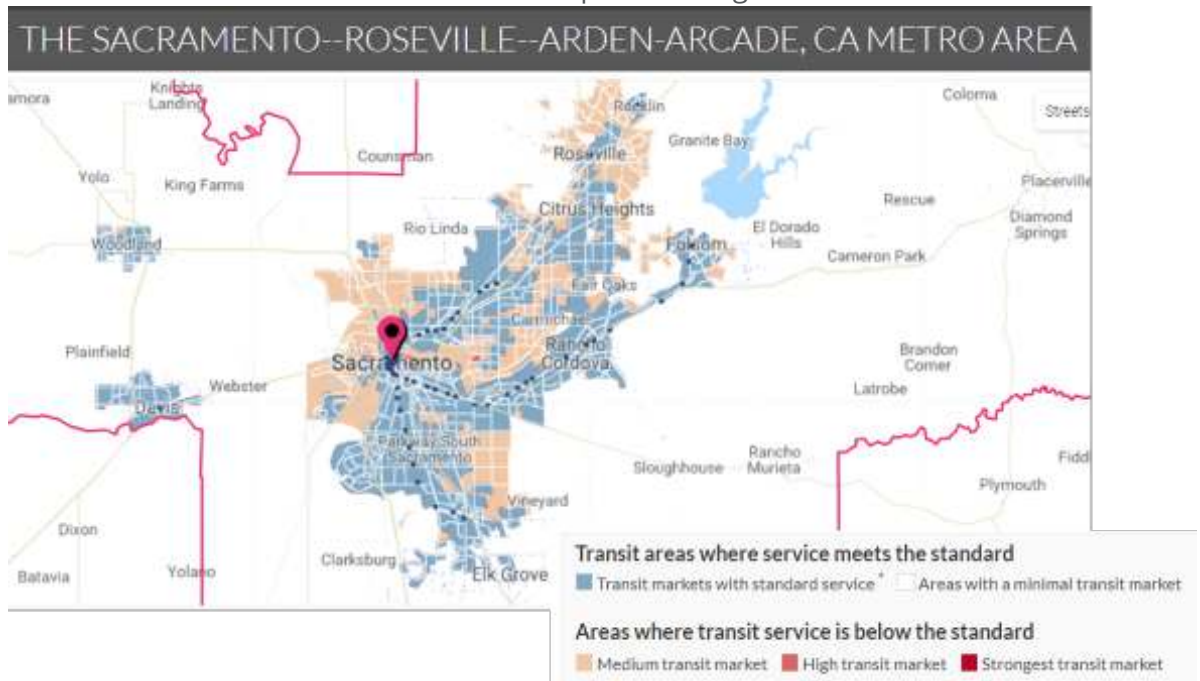 THE SACRAMENTO--ROSEVILLE--ARDEN-ARCADE, CA METRO AREA
Knights
Landing
Coloma
Rocklin
Streets
Granite Bay
Roseville
Yolo
King Farms
Placerville
Rescue
Citrus Heights
Diamond
Springs
Rio Linda
El Dorado
Hills
Woodland
Folsom
Cameron Park
Fair Oaks
Carmichael
Plainfield
Sacramento
Rancho
Cordova
Brandon
Corner
Webster
Latrobe
Davis
Parkway South
Sacramento
Rancho
Murieta
Sloughhouse
Fidd
Plymouth
Vineyard
Dixon
Clarksburg
Batavia
Yolano
Elk Grove
Transit areas where service meets the standard
Transit markets with standard service *
Areas with a minimal transit market
Areas where transit service is below the standard
Medium transit market
High transit market
Strongest transit market